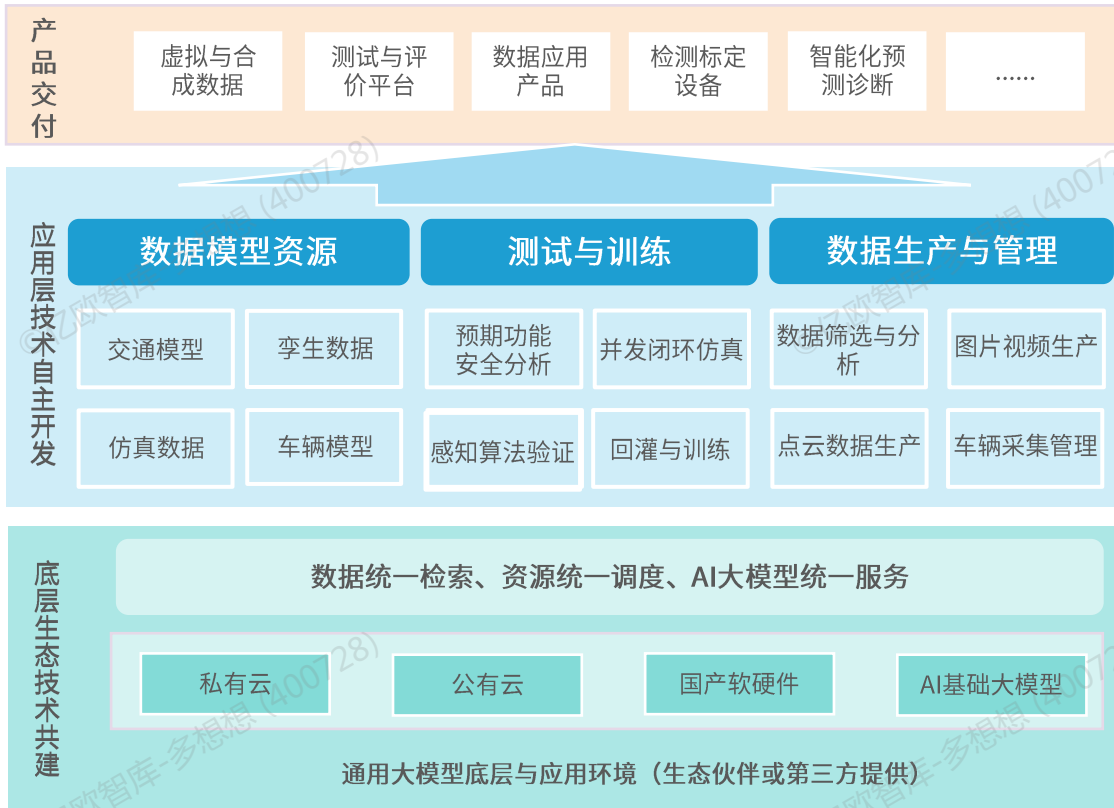 产品交付
虚拟与合
成数据
测试与评
价平台
数据应用
产品
检测标定
设备
智能化预
测诊断
......
应用层技术自主开发
数据模型资源
测试与训练
数据生产与管理
交通模型
孪生数据
预期功能
安全分析
并发闭环仿真
数据筛选与分
析
图片视频生产
仿真数据
车辆模型
感知算法验证
回灌与训练
点云数据生产
车辆采集管理
底层生态技术共建
数据统一检索、资源统一调度、AI大模型统一服务
私有云
公有云
国产软硬件
AI基础大模型
通用大模型底层与应用环境（生态伙伴或第三方提供）
©亿欧智库-多想想 (400728)